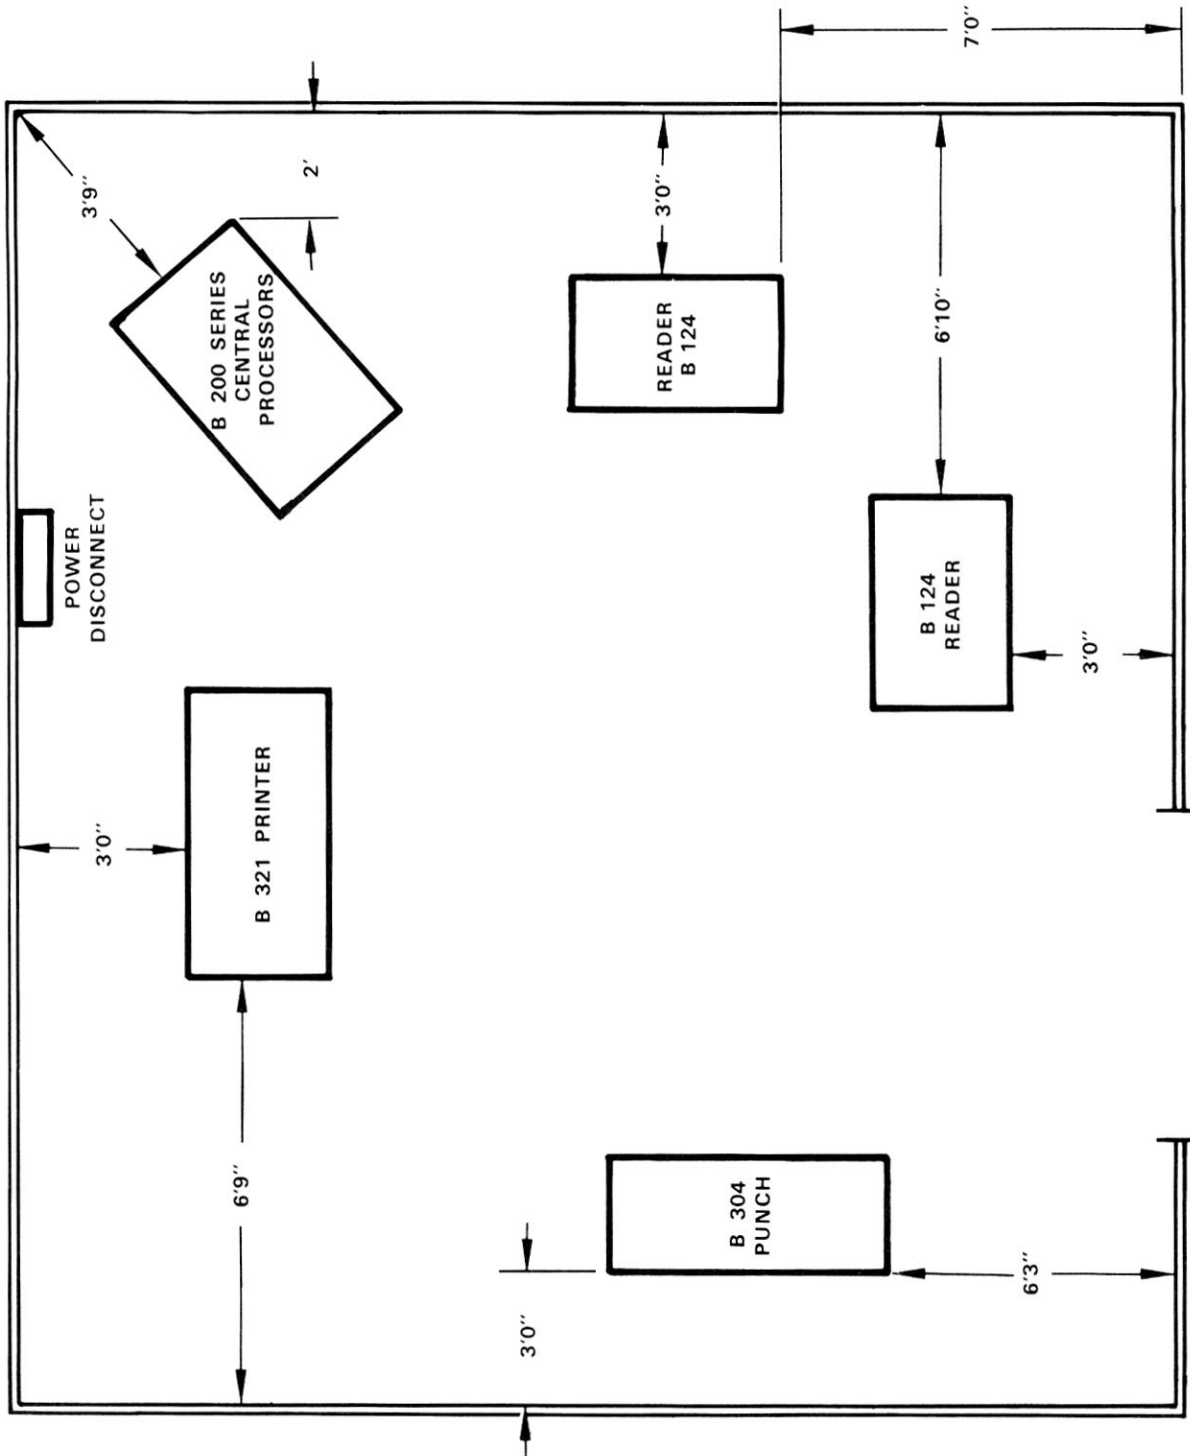 3'9"
2'
B 200 SERIES
CENTRAL
PROCESSORS
POWER
DISCONNECT
3'0"
B 321 PRINTER
6'9"
7'0"
3'0"
READER
B 124
6'10"
B 124
READER
3'0"
B 304
PUNCH
3'0"
6'3"